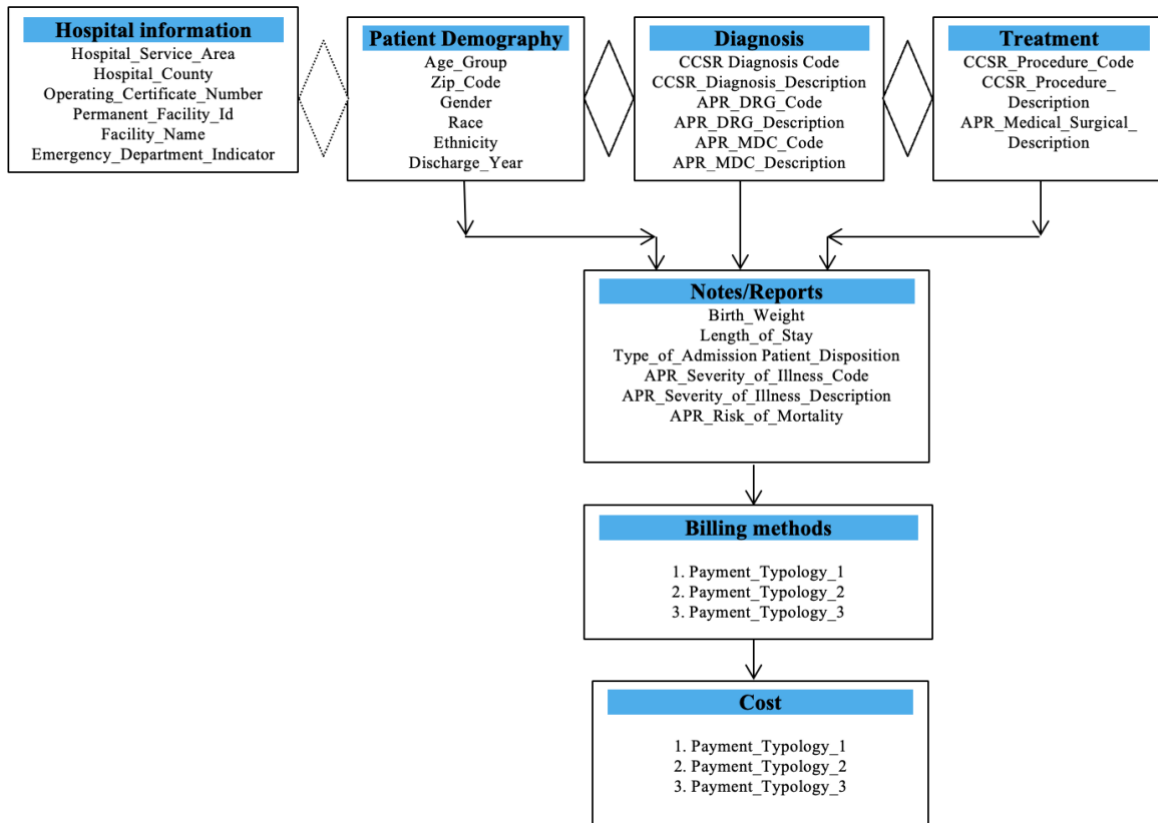 Hospital information
Hospital_Service_Area
Hospital_County
Operating_Certificate_Number
Permanent_Facility_Id
Facility_Name
Emergency_Department_Indicator
Patient Demography
Age_Group
Zip_Code
Gender
Race
Ethnicity
Discharge_Year
Diagnosis
CCSR Diagnosis Code
CCSR_Diagnosis_Description
APR_DRG_Code
APR_DRG_Description
APR_MDC_Code
APR_MDC_Description
Treatment
CCSR_Procedure_Code
CCSR_Procedure_
Description
APR_Medical_Surgical_
Description
Notes/Reports
Birth_Weight
Length_of_Stay
Type_of_Admission Patient_Disposition
APR_Severity_of_Illness_Code
APR_Severity_of_Illness_Description
APR_Risk_of_Mortality
Billing methods
1. Payment_Typology_1
2. Payment_Typology_2
3. Payment_Typology_3
Cost
1. Payment_Typology_1
2. Payment_Typology_2
3. Payment_Typology_3